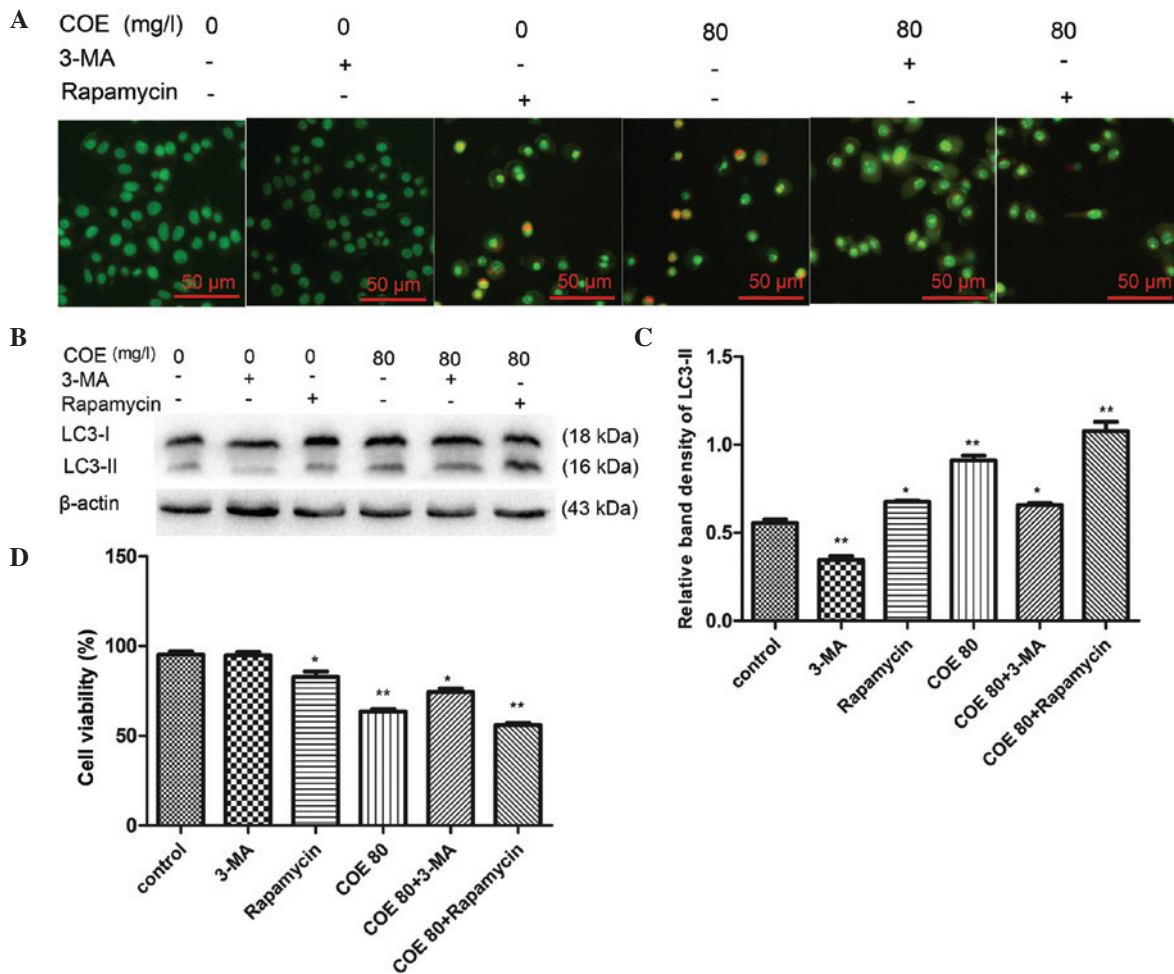 A
COE (mg/l) 0 0 0 80 80 80
3-MA - + - - + -
Rapamycin - - + - - +
50 µm 50 µm 50 µm 50 µm 50 µm 50 µm
B
COE (mg/l) 0 0 0 80 80 80
3-MA - + - - + -
Rapamycin - - + - - +
LC3-I (18 kDa)
LC3-II (16 kDa)
β-actin (43 kDa)
C
Relative band density of LC3-II
1.5
1.0
0.5
0.0
** * ** * **
control 3-MA Rapamycin COE 80 COE 80+3-MA COE 80+Rapamycin
D
Cell viability (%)
150
100
50
0
* ** * **
control 3-MA Rapamycin COE 80 COE 80+3-MA COE 80+Rapamycin